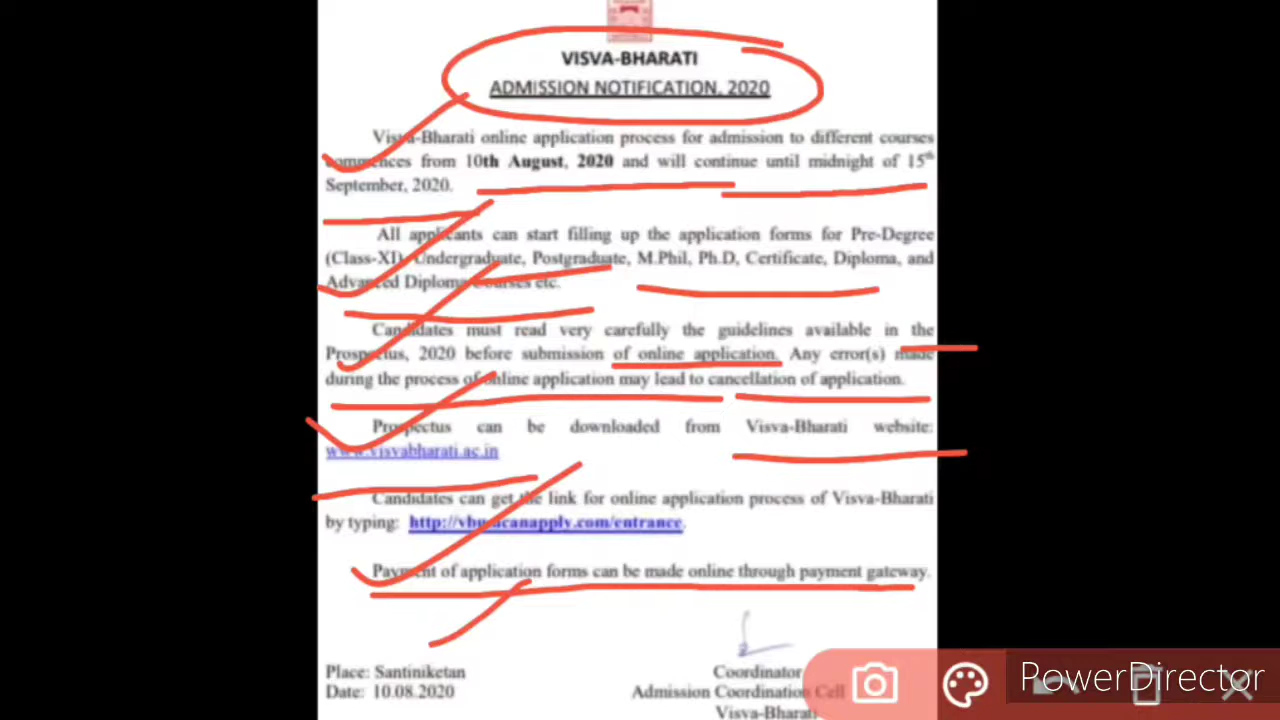 VISVA-BHARATI
ADMISSION NOTIFICATION, 2020
Visva-Bharati online application process for admission to different courses
commences from 10th August, 2020 and will continue until midnight of 15th
September, 2020.
All applicants can start filling up the application forms for Pre-Degree
(Class-XI), Undergraduate, Postgraduate, M.Phil, Ph.D, Certificate, Diploma, and
Advanced Diploma Courses etc.
Candidates must read very carefully the guidelines available in the
Prospectus, 2020 before submission of online application. Any error(s) made
during the process of online application may lead to cancellation of application.
Prospectus can be downloaded from Visva-Bharati website:
www.visvabharati.ac.in
Candidates can get the link for online application process of Visva-Bharati
by typing:
Payment of application forms can be made online through payment gateway.
Place: Santiniketan
Date: 10.08.2020
Coordinator
Admission Coordination Cell
Visva-Bharati
PowerDirector